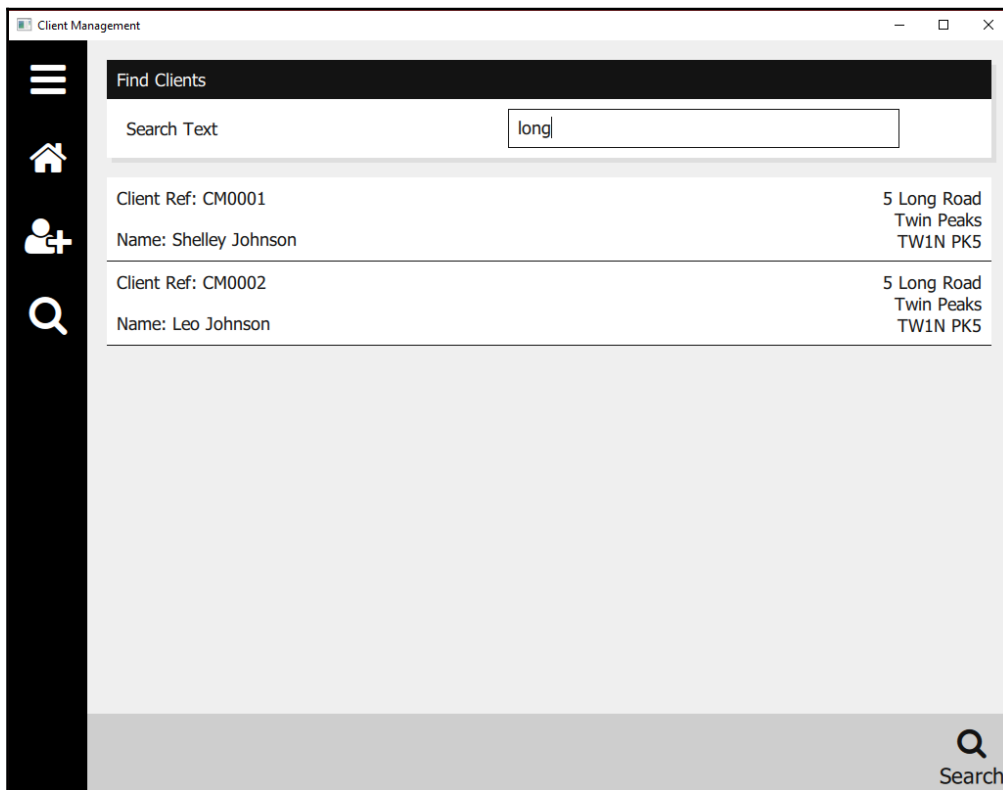 Client Management
Find Clients
Search Text
long
Client Ref: CM0001
Name: Shelley Johnson
5 Long Road
Twin Peaks
TW1N PK5
Client Ref: CM0002
Name: Leo Johnson
5 Long Road
Twin Peaks
TW1N PK5
Search